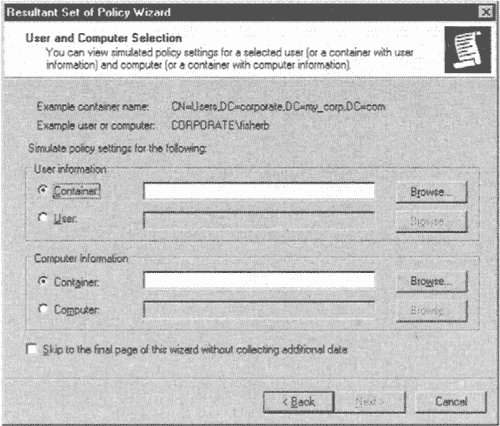 Resultant Set of Policy Wizard
User and Computer Selection
You can view simulated policy settings for a selected user (or a container with user
information) and computer (or a container with computer information).
Example container name: CN=Users,DC=corporate,DC=my_corp,DC=com
Example user or computer: CORPORATE\fisherb
Simulate policy settings for the following:
User information
Container: Browse...
User: Browse...
Computer information
Container: Browse...
Computer: Browse...
Skip to the final page of this wizard without collecting additional data
< Back Next > Cancel